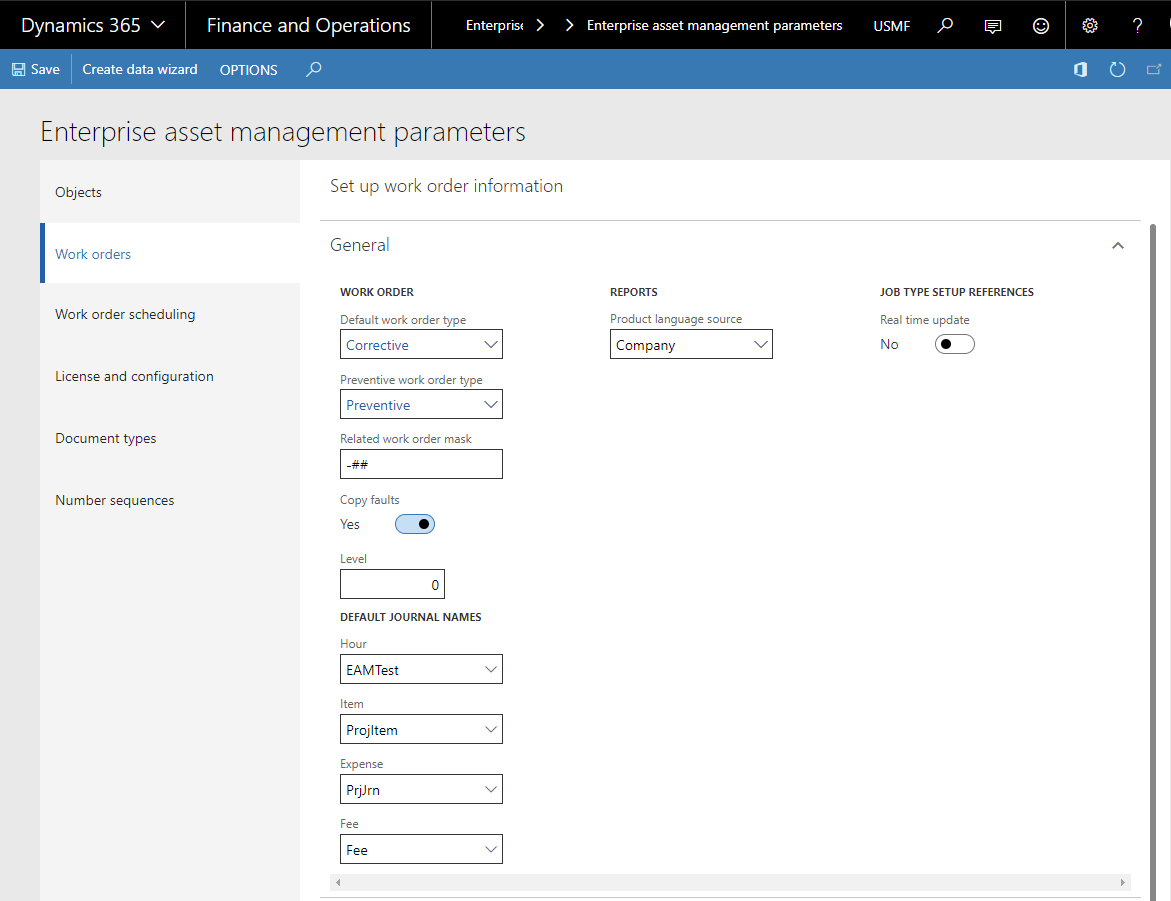 Dynamics 365
Finance and Operations
Enterprise
Enterprise asset management parameters
USMF
?
Save
Create data wizard
OPTIONS
Enterprise asset management parameters
Objects
Work orders
Work order scheduling
License and configuration
Document types
Number sequences
Set up work order information
General
WORK ORDER
Default work order type
Corrective
Preventive work order type
Preventive
Related work order mask
-##
Copy faults
Yes
Level
0
DEFAULT JOURNAL NAMES
Hour
EAMTest
Item
ProjItem
Expense
PrjJrn
Fee
Fee
REPORTS
Product language source
Company
JOB TYPE SETUP REFERENCES
Real time update
No